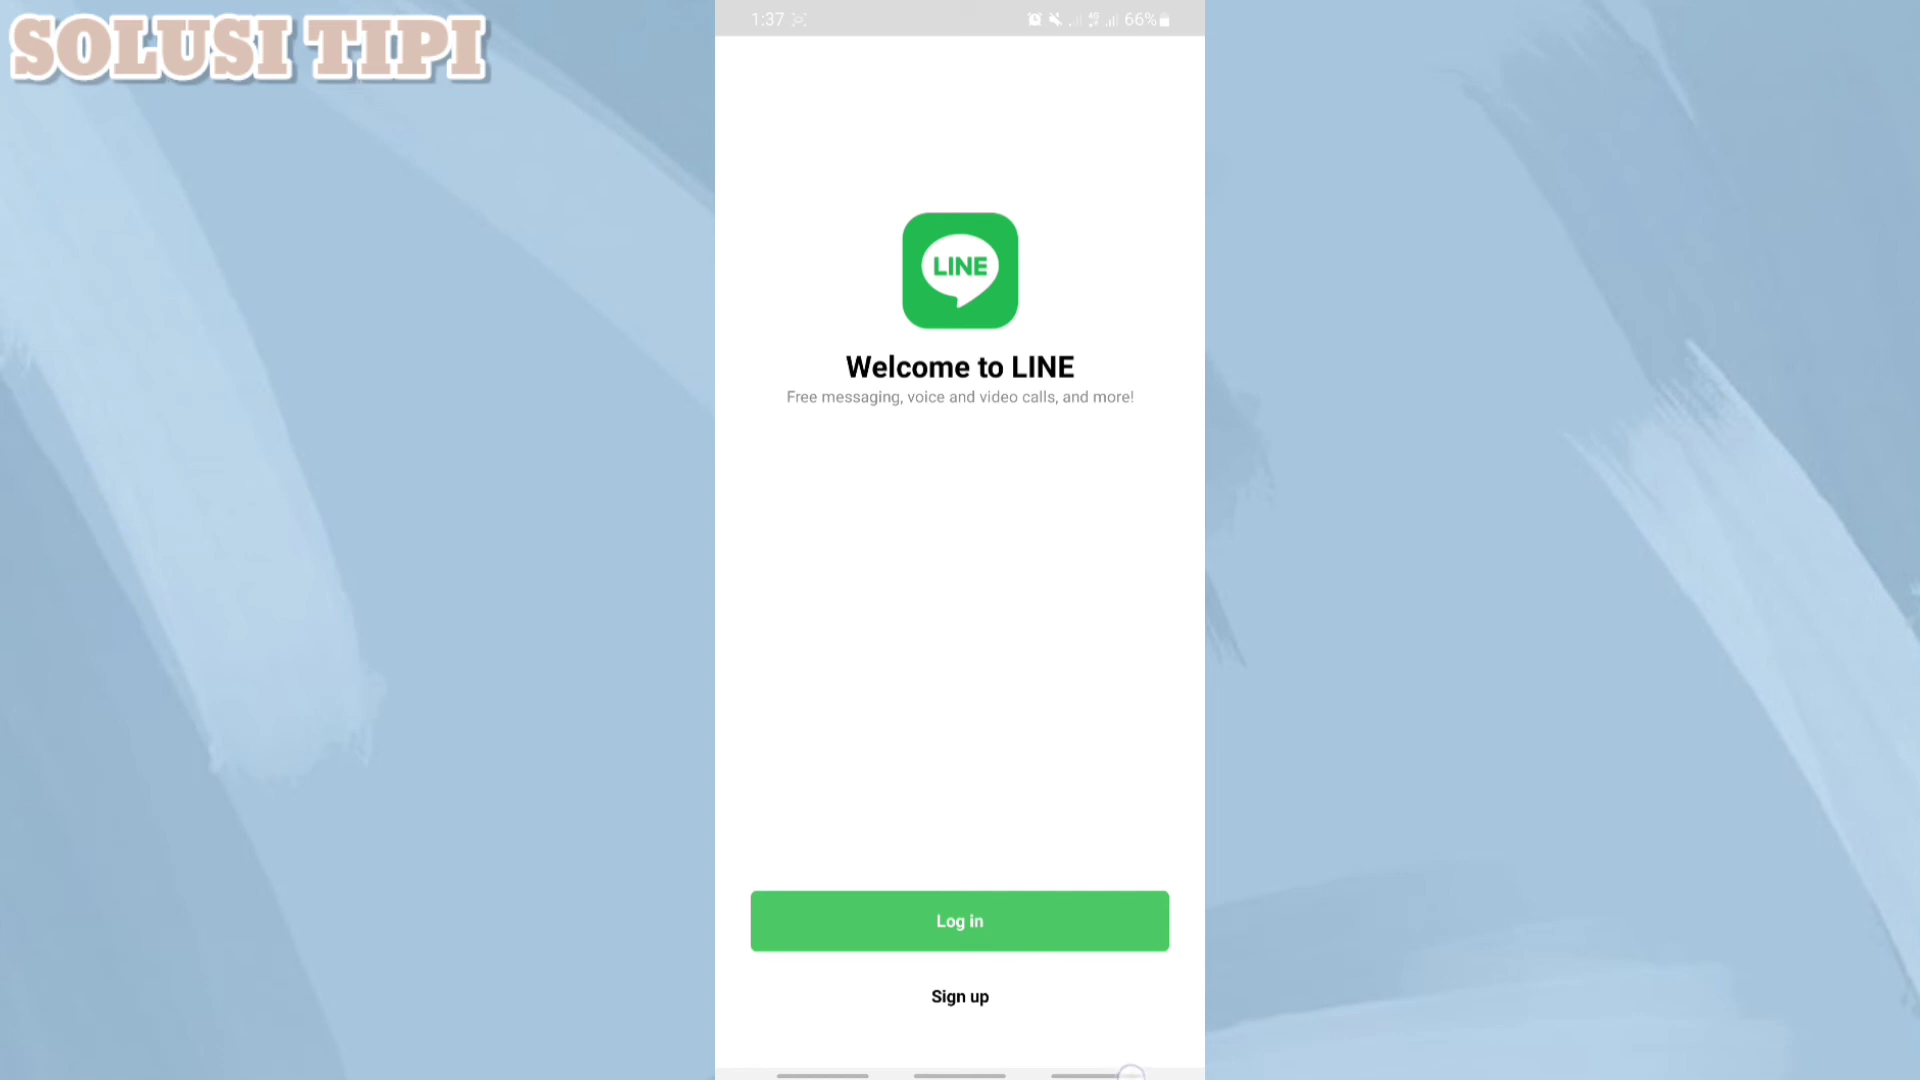 SOLUSI TIPI
1:37
66%
LINE
Welcome to LINE
Free messaging, voice and video calls, and more!
Log in
Sign up